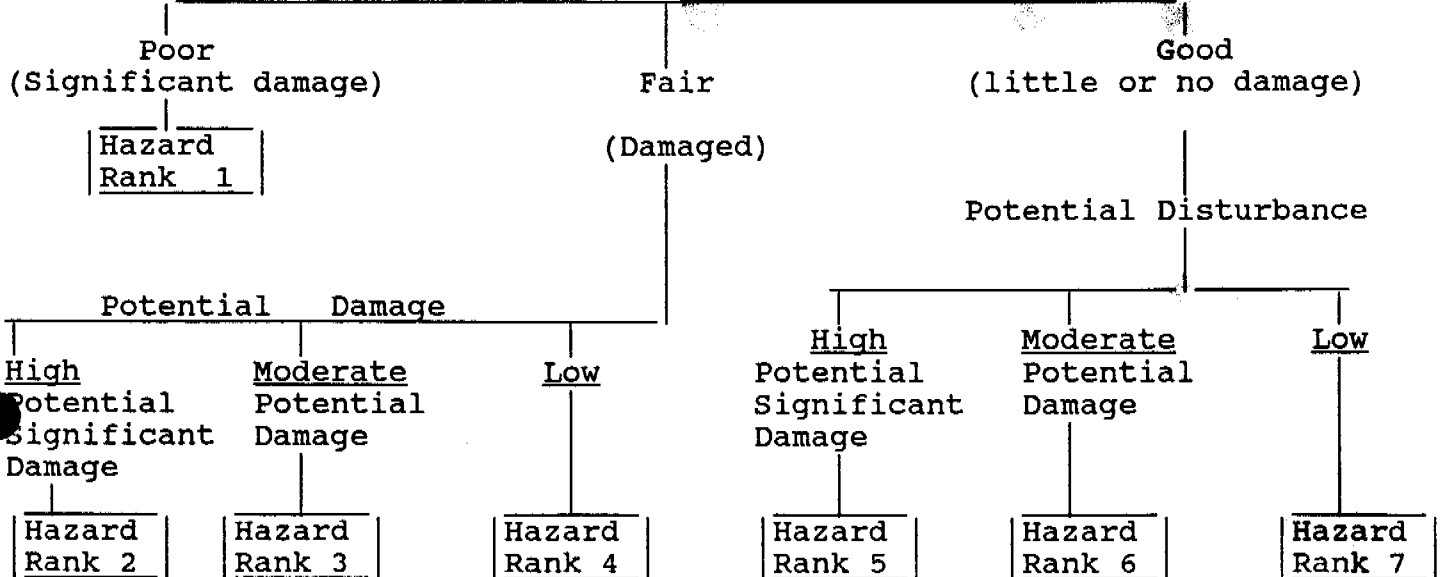 Poor
(Significant damage)
Hazard
Rank 1
Fair
(Damaged)
Good
(little or no damage)
Potential Disturbance
Potential Damage
High
Potential
Significant
Damage
Hazard
Rank 2
Moderate
Potential
Damage
Hazard
Rank 3
Low
Hazard
Rank 4
High
Potential
Significant
Damage
Hazard
Rank 5
Moderate
Potential
Damage
Hazard
Rank 6
Low
Hazard
Rank 7